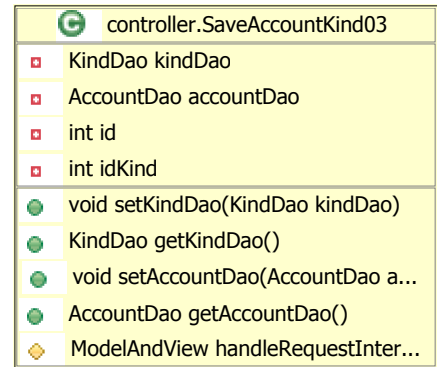 controller.SaveAccountKind03
KindDao kindDao
AccountDao accountDao
int id
int idKind
void setKindDao(KindDao kindDao)
KindDao getKindDao()
void setAccountDao(AccountDao a...
AccountDao getAccountDao()
ModelAndView handleRequestInter...